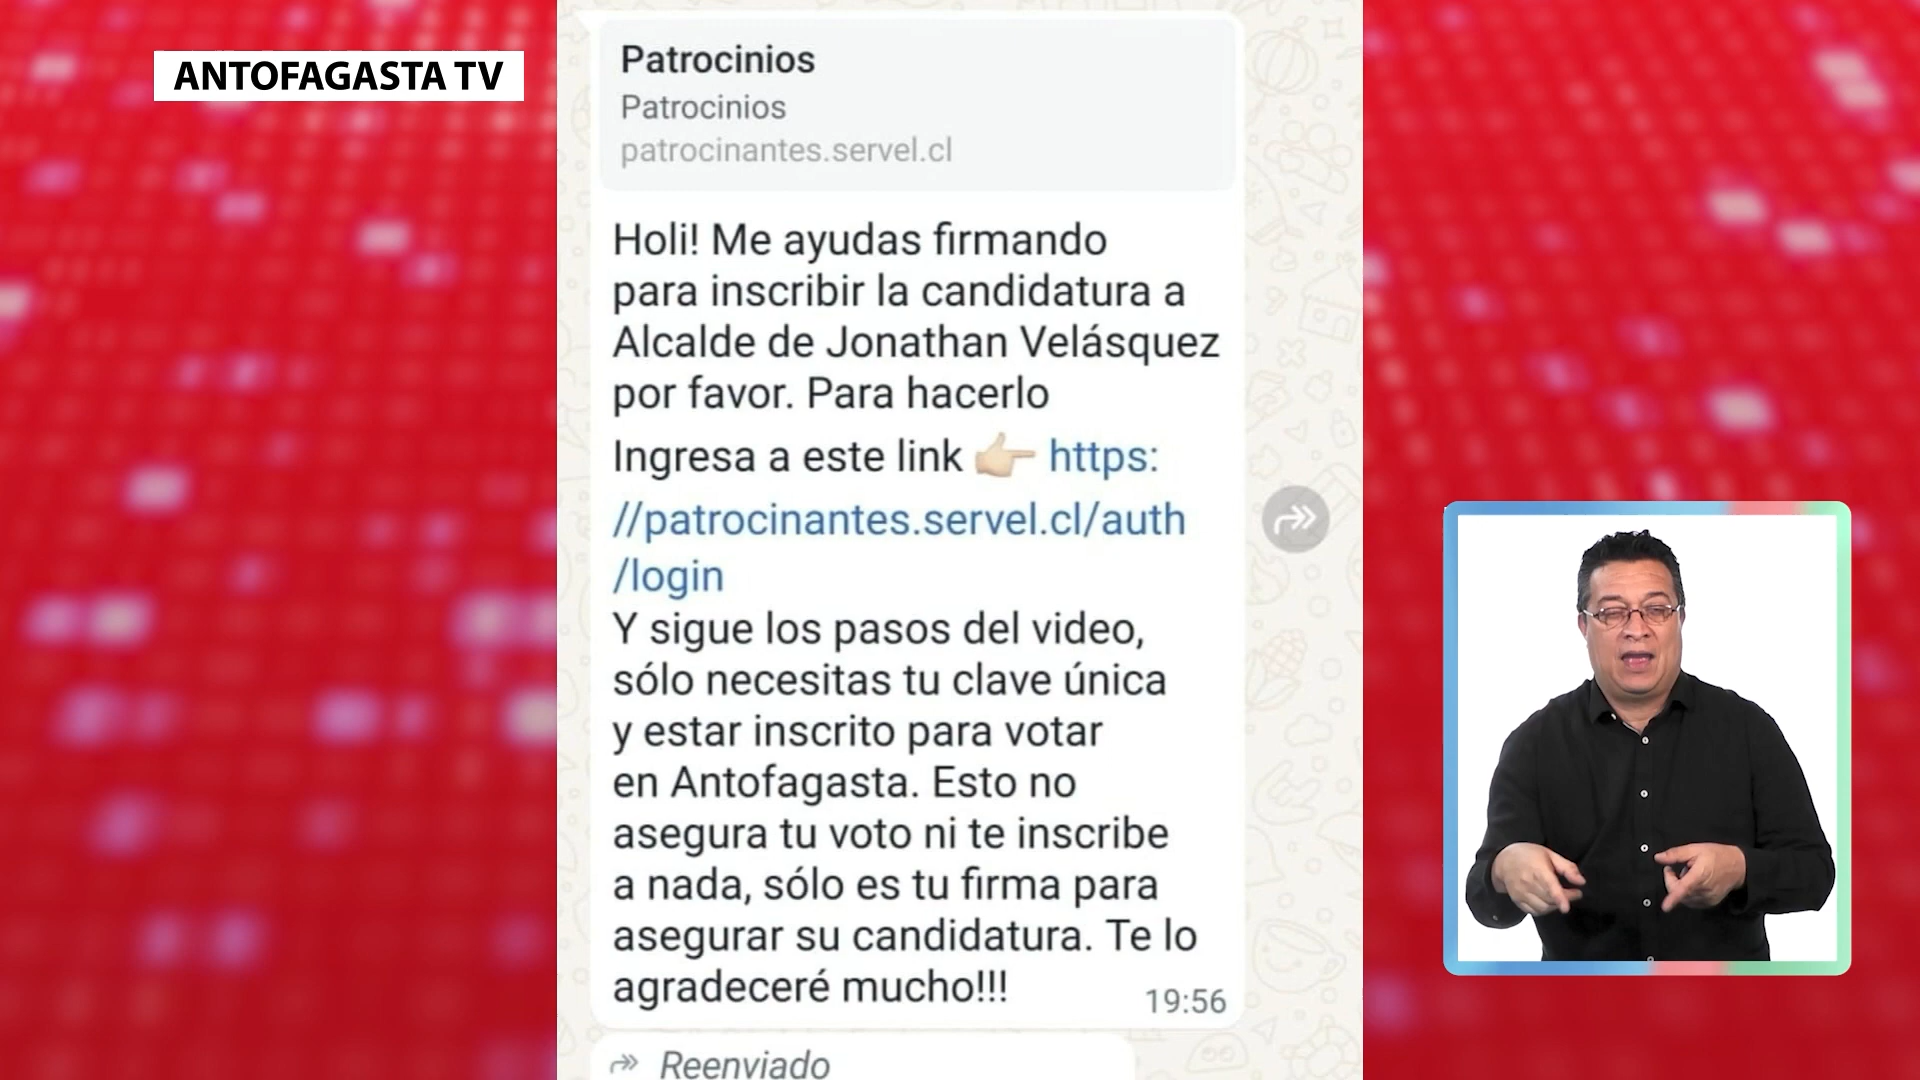 ANTOFAGASTA TV
Patrocinios
Patrocinios
patrocinantes.servel.cl
Holi! Me ayudas firmando
para inscribir la candidatura a
Alcalde de Jonathan Velásquez
por favor. Para hacerlo
Ingresa a este link 👉🏼 https:
//patrocinantes.servel.cl/auth
/login
Y sigue los pasos del video,
sólo necesitas tu clave única
y estar inscrito para votar
en Antofagasta. Esto no
asegura tu voto ni te inscribe
a nada, sólo es tu firma para
asegurar su candidatura. Te lo
agradeceré mucho!!!
19:56
Reenviado